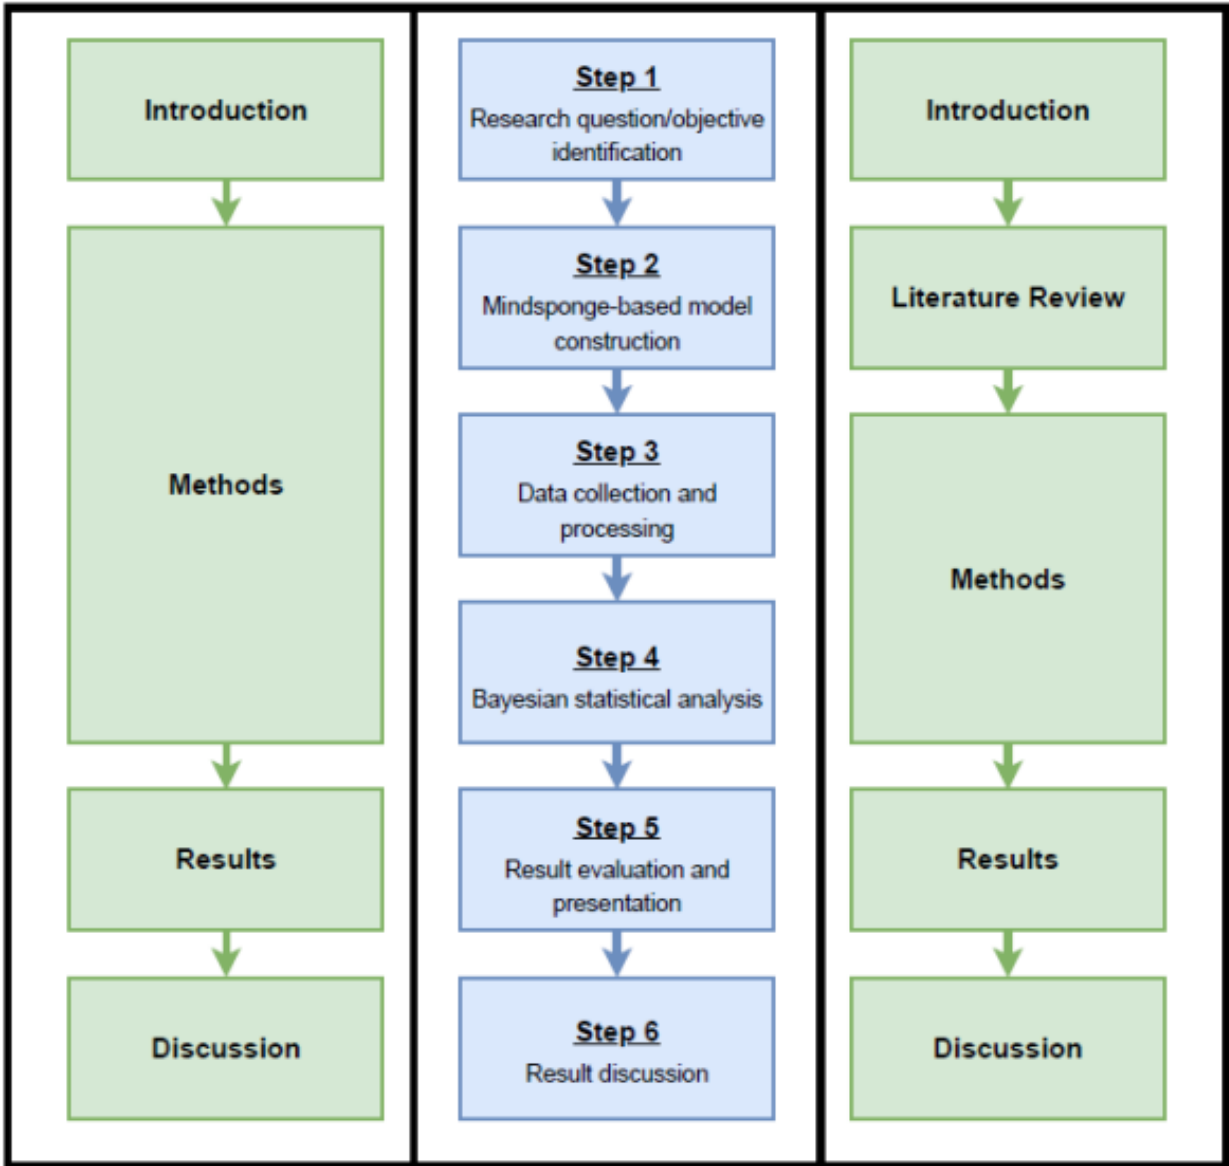 Introduction
Methods
Results
Discussion
Step 1
Research question/objective
identification
Step 2
Mindsponge-based model
construction
Step 3
Data collection and
processing
Step 4
Bayesian statistical analysis
Step 5
Result evaluation and
presentation
Step 6
Result discussion
Introduction
Literature Review
Methods
Results
Discussion